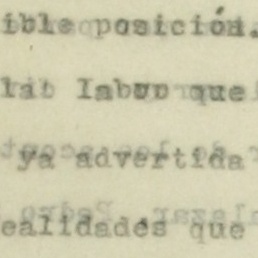 ible posición.
labor que
ya advertida
ealidades que